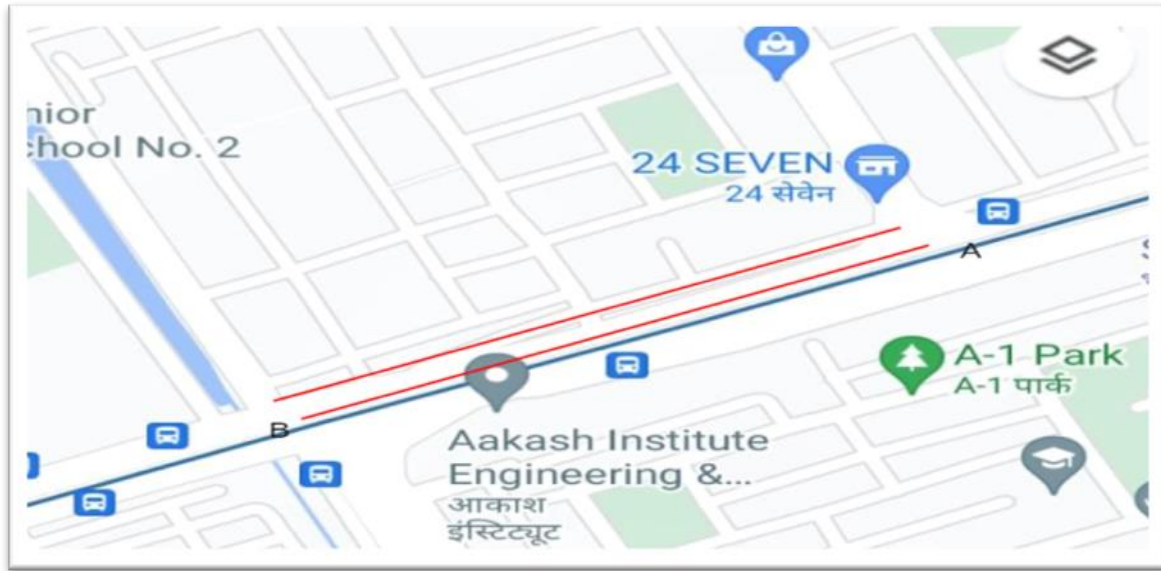 nior
chool No. 2
24 SEVEN
24 सेवेन
A
A-1 Park
A-1 पार्क
B
Aakash Institute
Engineering &...
आकाश
इंस्टिट्यूट